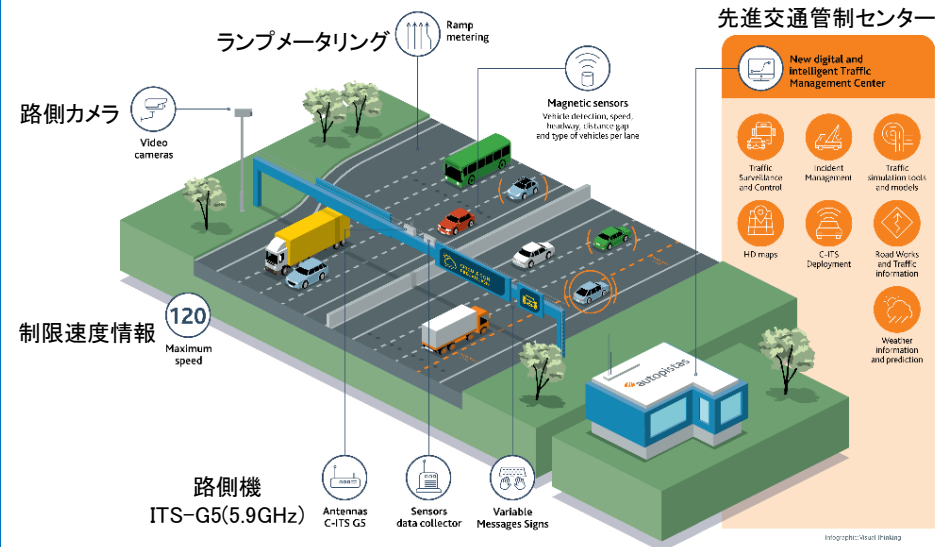 先進交通管制センター
ランプメータリング
Ramp
metering
New digital and
intelligent Traffic
Management Center
路側カメラ
Video
cameras
Magnetic sensors
Vehicle detection, speed,
headway, distance gap
and type of vehicles per lane
Traffic
Surveillance
and Control
Incident
Management
Traffic
simulation tools
and models
HD maps
C-ITS
Deployment
Road Works
and Traffic
information
Weather
information
and prediction
制限速度情報
120
Maximum
speed
autopistas
路側機
ITS-G5(5.9GHz)
Antennas
C-ITS G5
Sensors
data collector
Variable
Messages Signs
Infographic: Visual Thinking